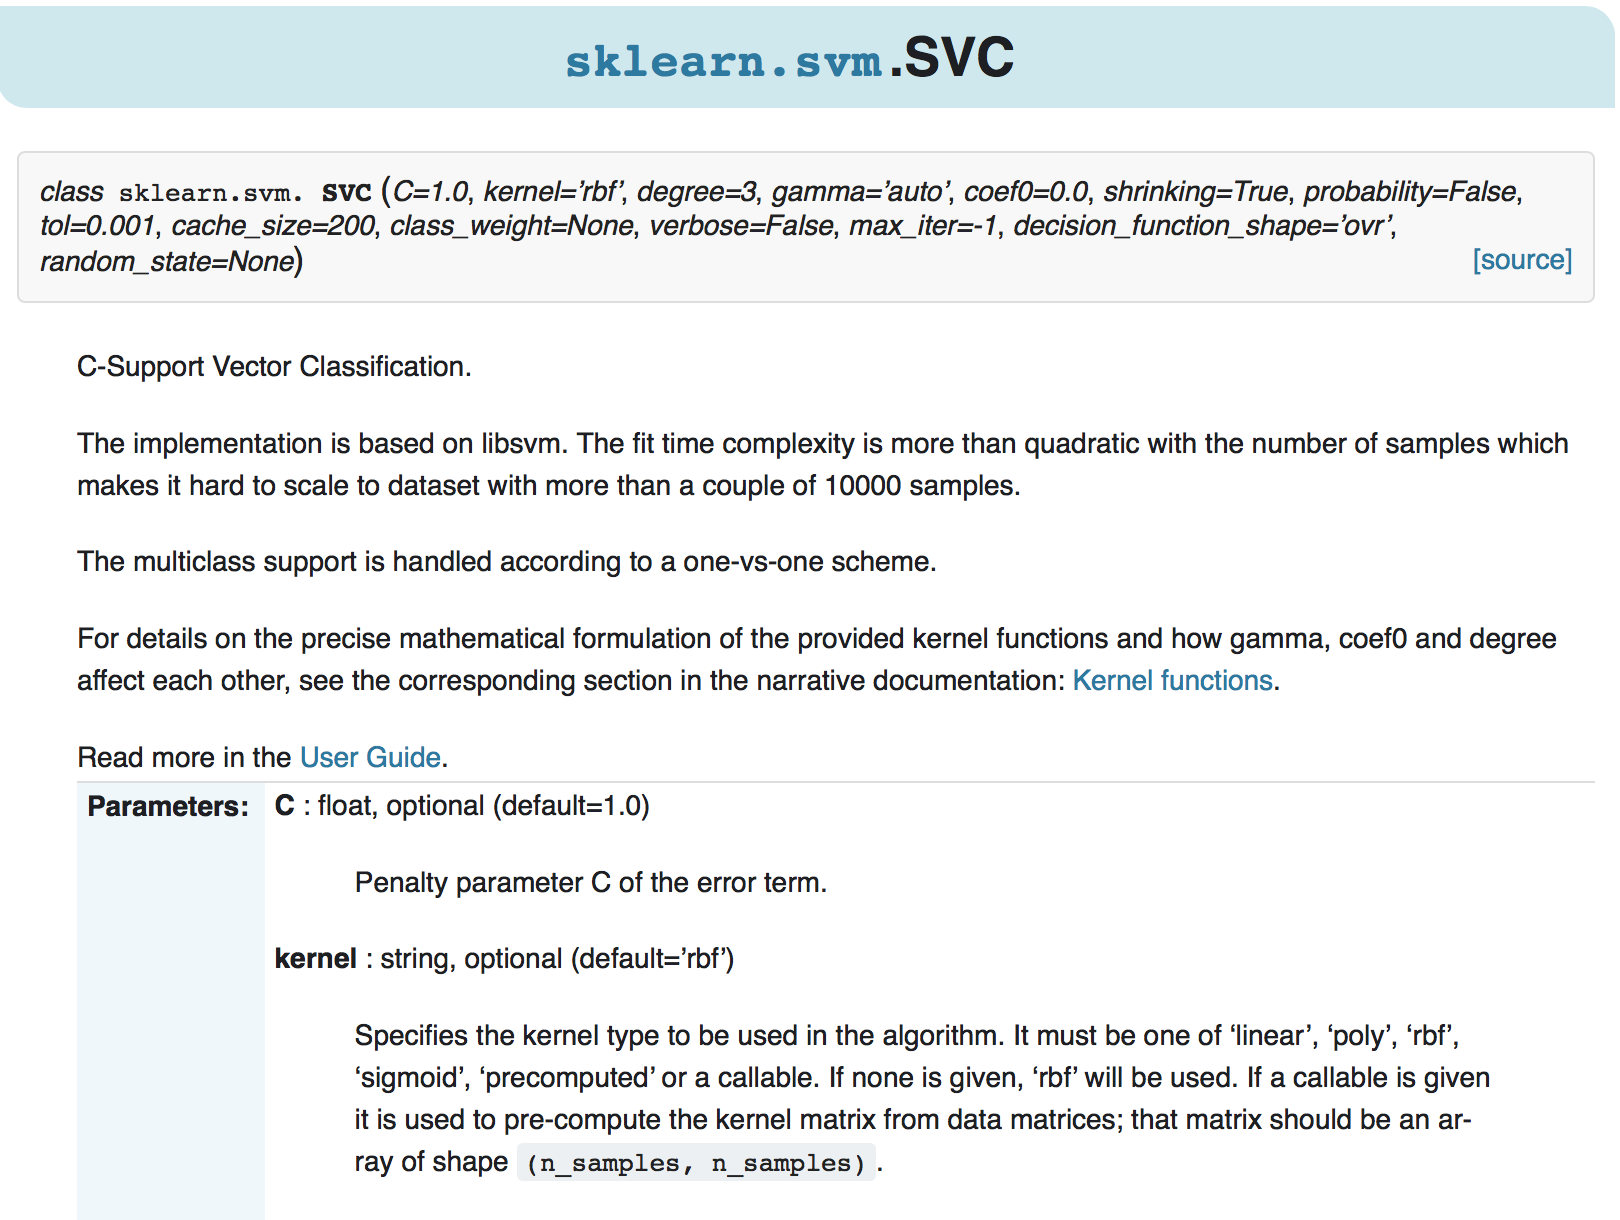 sklearn.svm.SVC
class sklearn.svm. SVC (C=1.0, kernel=’rbf’, degree=3, gamma=’auto’, coef0=0.0, shrinking=True, probability=False,
tol=0.001, cache_size=200, class_weight=None, verbose=False, max_iter=-1, decision_function_shape=’ovr’,
random_state=None) [source]
C-Support Vector Classification.
The implementation is based on libsvm. The fit time complexity is more than quadratic with the number of samples which
makes it hard to scale to dataset with more than a couple of 10000 samples.
The multiclass support is handled according to a one-vs-one scheme.
For details on the precise mathematical formulation of the provided kernel functions and how gamma, coef0 and degree
affect each other, see the corresponding section in the narrative documentation: Kernel functions.
Read more in the User Guide.
Parameters: C : float, optional (default=1.0)
Penalty parameter C of the error term.
kernel : string, optional (default=’rbf’)
Specifies the kernel type to be used in the algorithm. It must be one of ‘linear’, ‘poly’, ‘rbf’,
‘sigmoid’, ‘precomputed’ or a callable. If none is given, ‘rbf’ will be used. If a callable is given
it is used to pre-compute the kernel matrix from data matrices; that matrix should be an ar-
ray of shape (n_samples, n_samples).